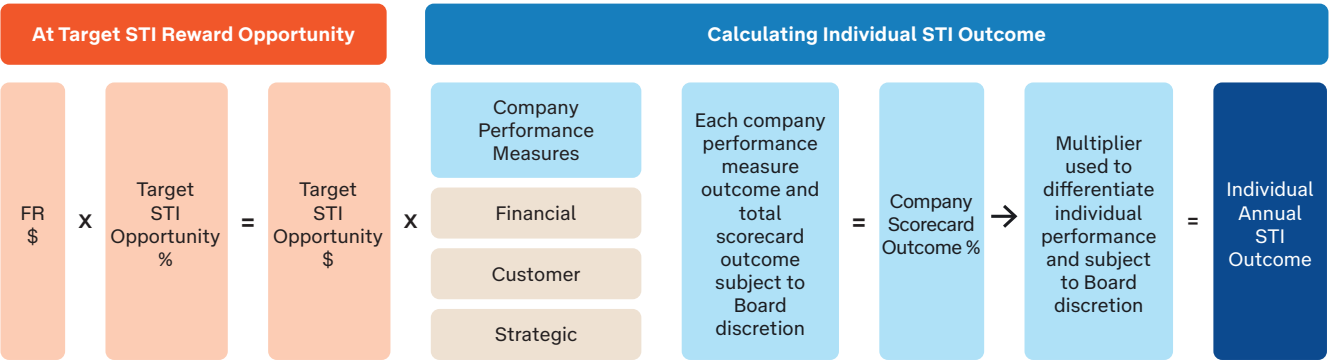 At Target STI Reward Opportunity
Calculating Individual STI Outcome
FR
$
X
Target
STI
Opportunity
%
=
Target
STI
Opportunity
$
X
Company
Performance
Measures
Financial
Customer
Strategic
Each company
performance
measure
outcome and
total
scorecard
outcome
subject to
Board
discretion
=
Company
Scorecard
Outcome %
→
Multiplier
used to
differentiate
individual
performance
and subject
to Board
discretion
=
Individual
Annual
STI
Outcome